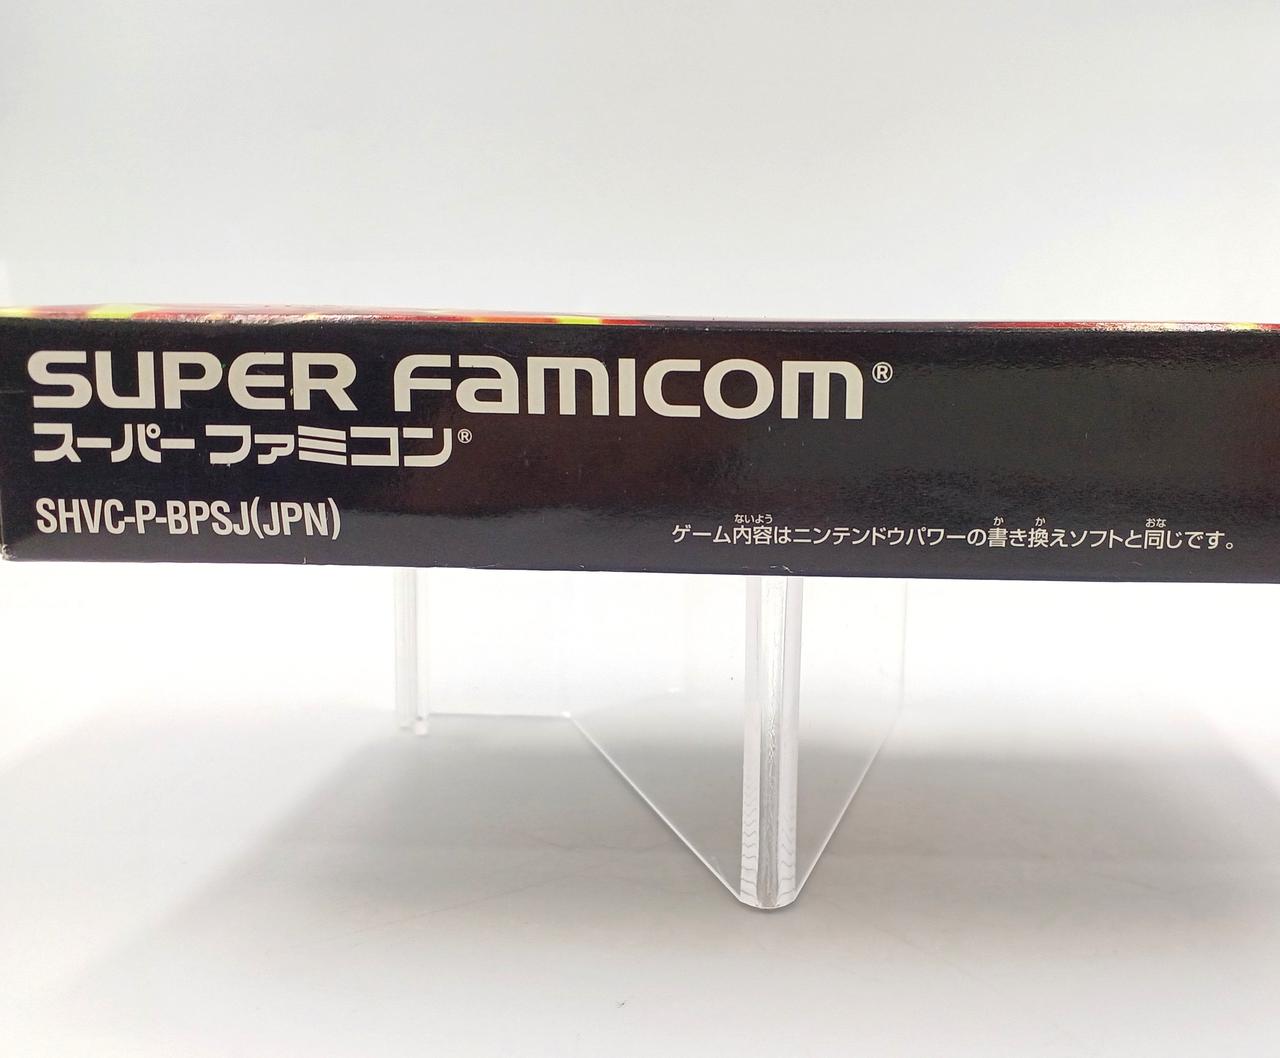 SUPER FAMICOM®
スーパーファミコン®
SHVC-P-BPSJ(JPN)
ゲーム内容はニンテンドウパワーの書き換えソフトと同じです。
ないよう か か おな